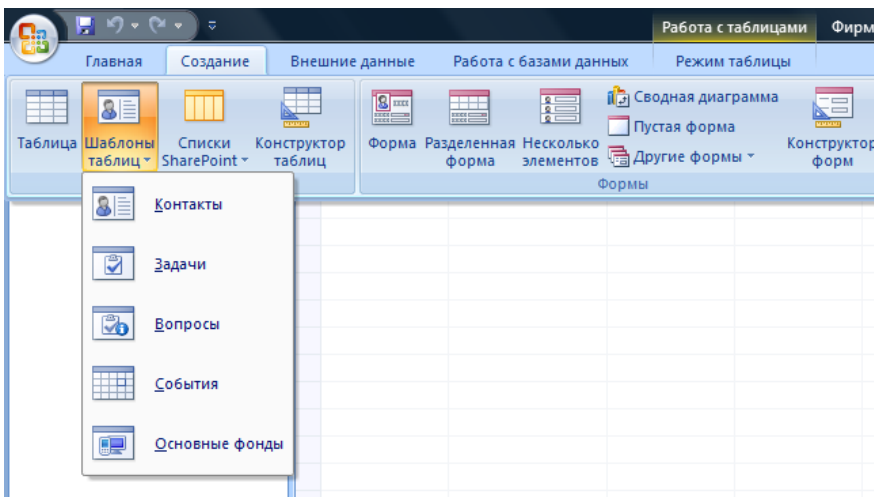 Работа с таблицами Фирм
Главная Создание Внешние данные Работа с базами данных Режим таблицы
Таблица
Шаблоны
таблиц
Списки
SharePoint
Конструктор
таблиц
Форма
Разделенная
форма
Несколько
элементов
Сводная диаграмма
Пустая форма
Другие формы
Конструктор
форм
Формы
Контакты
Задачи
Вопросы
События
Основные фонды